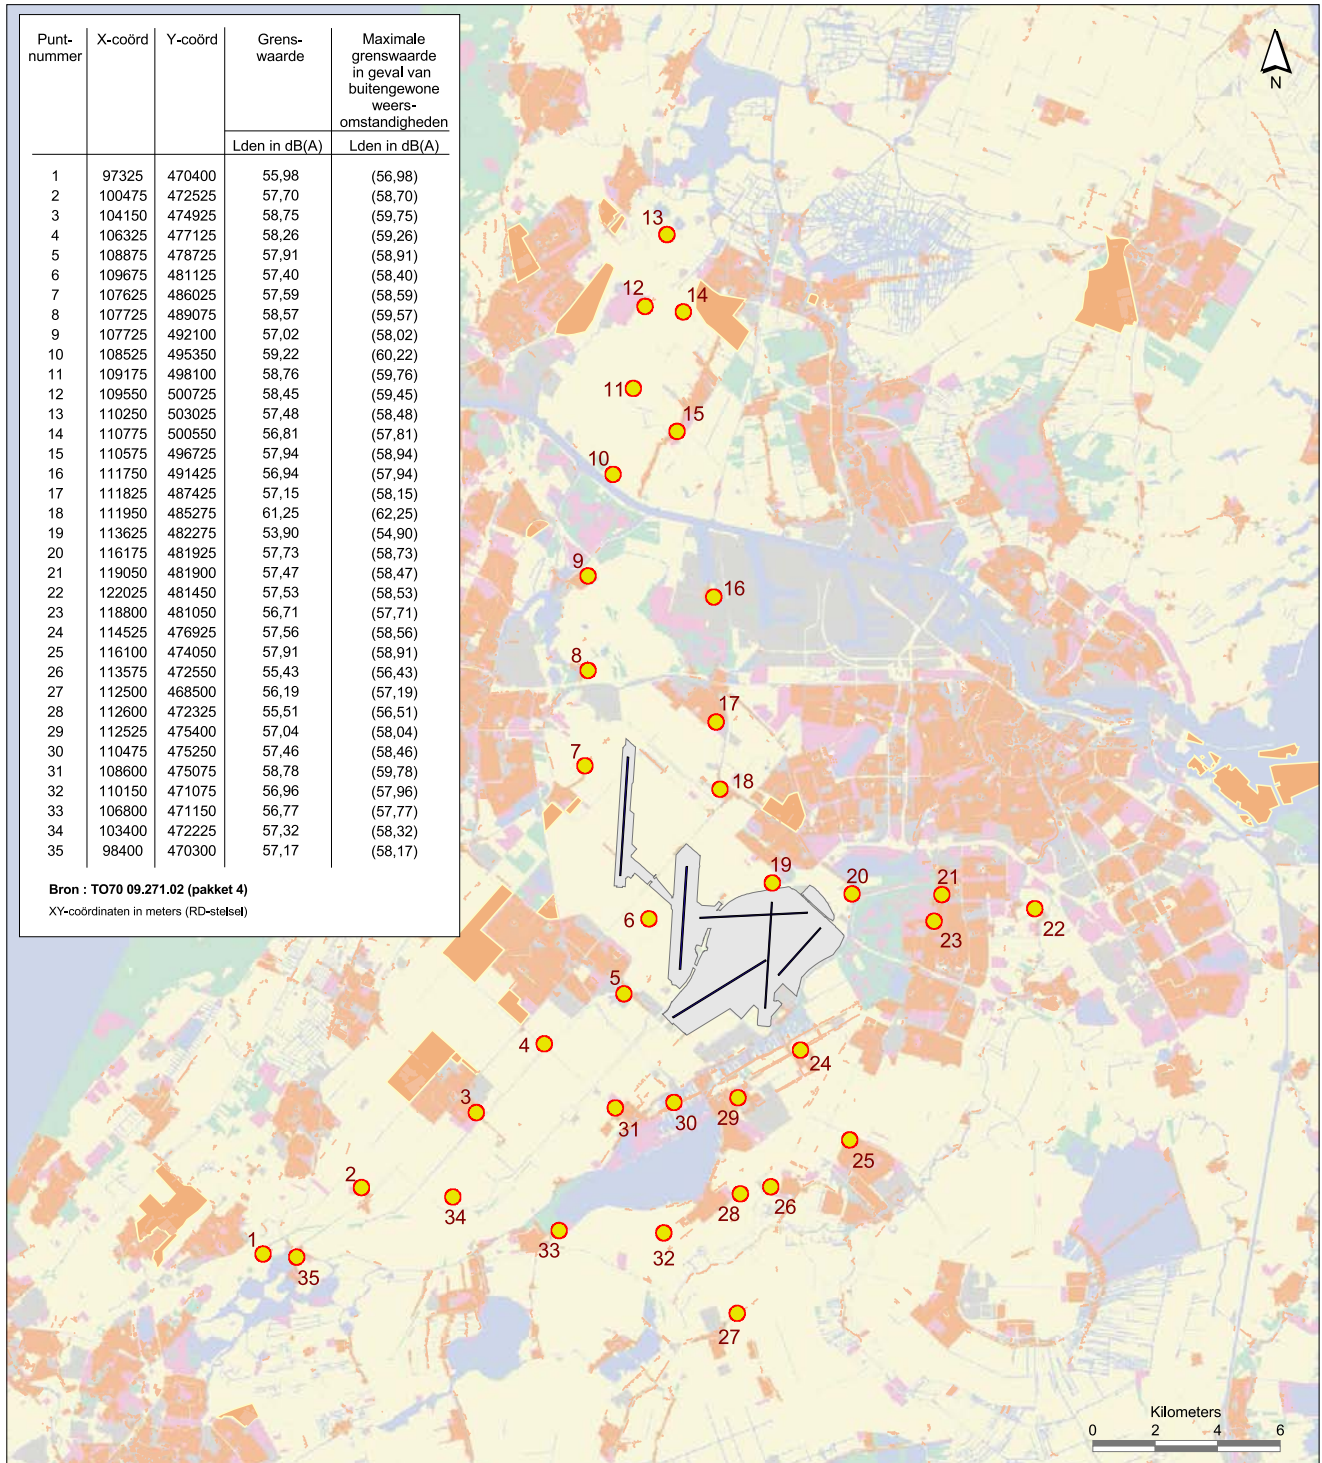 Punt-nummer X-coörd Y-coörd Grens-waarde Maximale grenswaarde in geval van buitengewone weers-omstandigheden
Lden in dB(A) Lden in dB(A)
1 97325 470400 55,98 (56,98)
2 100475 472525 57,70 (58,70)
3 104150 474925 58,75 (59,75)
4 106325 477125 58,26 (59,26)
5 108875 478725 57,91 (58,91)
6 109675 481125 57,40 (58,40)
7 107625 486025 57,59 (58,59)
8 107725 489075 58,57 (59,57)
9 107725 492100 57,02 (58,02)
10 108525 495350 59,22 (60,22)
11 109175 498100 58,76 (59,76)
12 109550 500725 58,45 (59,45)
13 110250 503025 57,48 (58,48)
14 110775 500550 56,81 (57,81)
15 110575 496725 57,94 (58,94)
16 111750 491425 56,94 (57,94)
17 111825 487425 57,15 (58,15)
18 111950 485275 61,25 (62,25)
19 113625 482275 53,90 (54,90)
20 116175 481925 57,73 (58,73)
21 119050 481900 57,47 (58,47)
22 122025 481450 57,53 (58,53)
23 118800 481050 56,71 (57,71)
24 114525 476925 57,56 (58,56)
25 116100 474050 57,91 (58,91)
26 113575 472550 55,43 (56,43)
27 112500 468500 56,19 (57,19)
28 112600 472325 55,51 (56,51)
29 112525 475400 57,04 (58,04)
30 110475 475250 57,46 (58,46)
31 108600 475075 58,78 (59,78)
32 110150 471075 56,96 (57,96)
33 106800 471150 56,77 (57,77)
34 103400 472225 57,32 (58,32)
35 98400 470300 57,17 (58,17)
Bron : TO70 09.271.02 (pakket 4)
XY-coördinaten in meters (RD-stelsel)
N
13
12
14
11
15
10
9
16
8
17
7
18
19
20
21
6
22
23
5
4
24
3
31
30
29
25
2
34
28
26
33
32
1
35
27
Kilometers
0 2 4 6